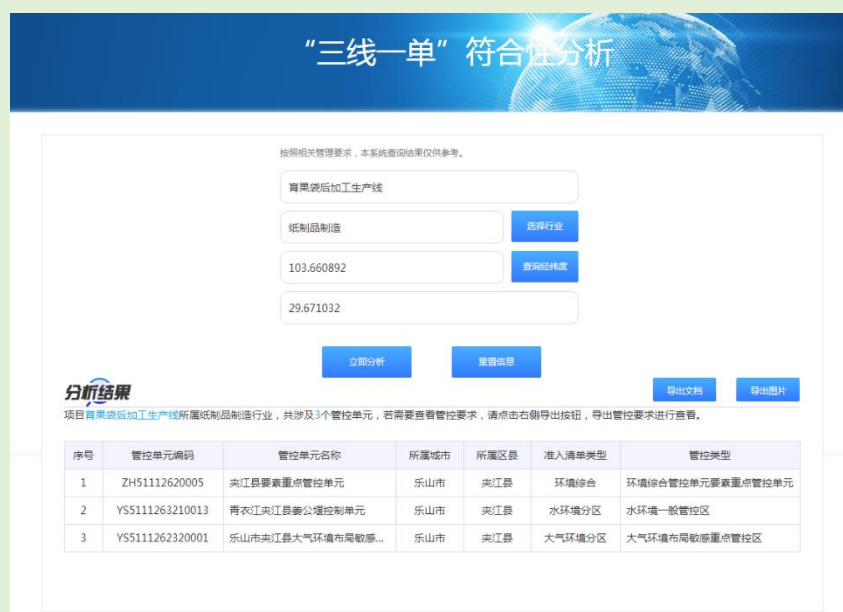 “三线一单”符合性分析
按照相关管理要求，本系统查询结果仅供参考。
育果袋后加工生产线
纸制品制造 选择行业
103.660892 查询经纬度
29.671032
立即分析 重置信息
分析结果 导出文档 导出图片
项目育果袋后加工生产线所属纸制品制造行业，共涉及3个管控单元，若需要查看管控要求，请点击右侧导出按钮，导出管控要求进行查看。
序号 管控单元编码 管控单元名称 所属城市 所属区县 准入清单类型 管控类型
1 ZH51112620005 夹江县要素重点管控单元 乐山市 夹江县 环境综合 环境综合管控单元要素重点管控单元
2 YS5111263210013 青衣江夹江县姜公堰控制单元 乐山市 夹江县 水环境分区 水环境一般管控区
3 YS5111262320001 乐山市夹江县大气环境布局敏感... 乐山市 夹江县 大气环境分区 大气环境布局敏感重点管控区